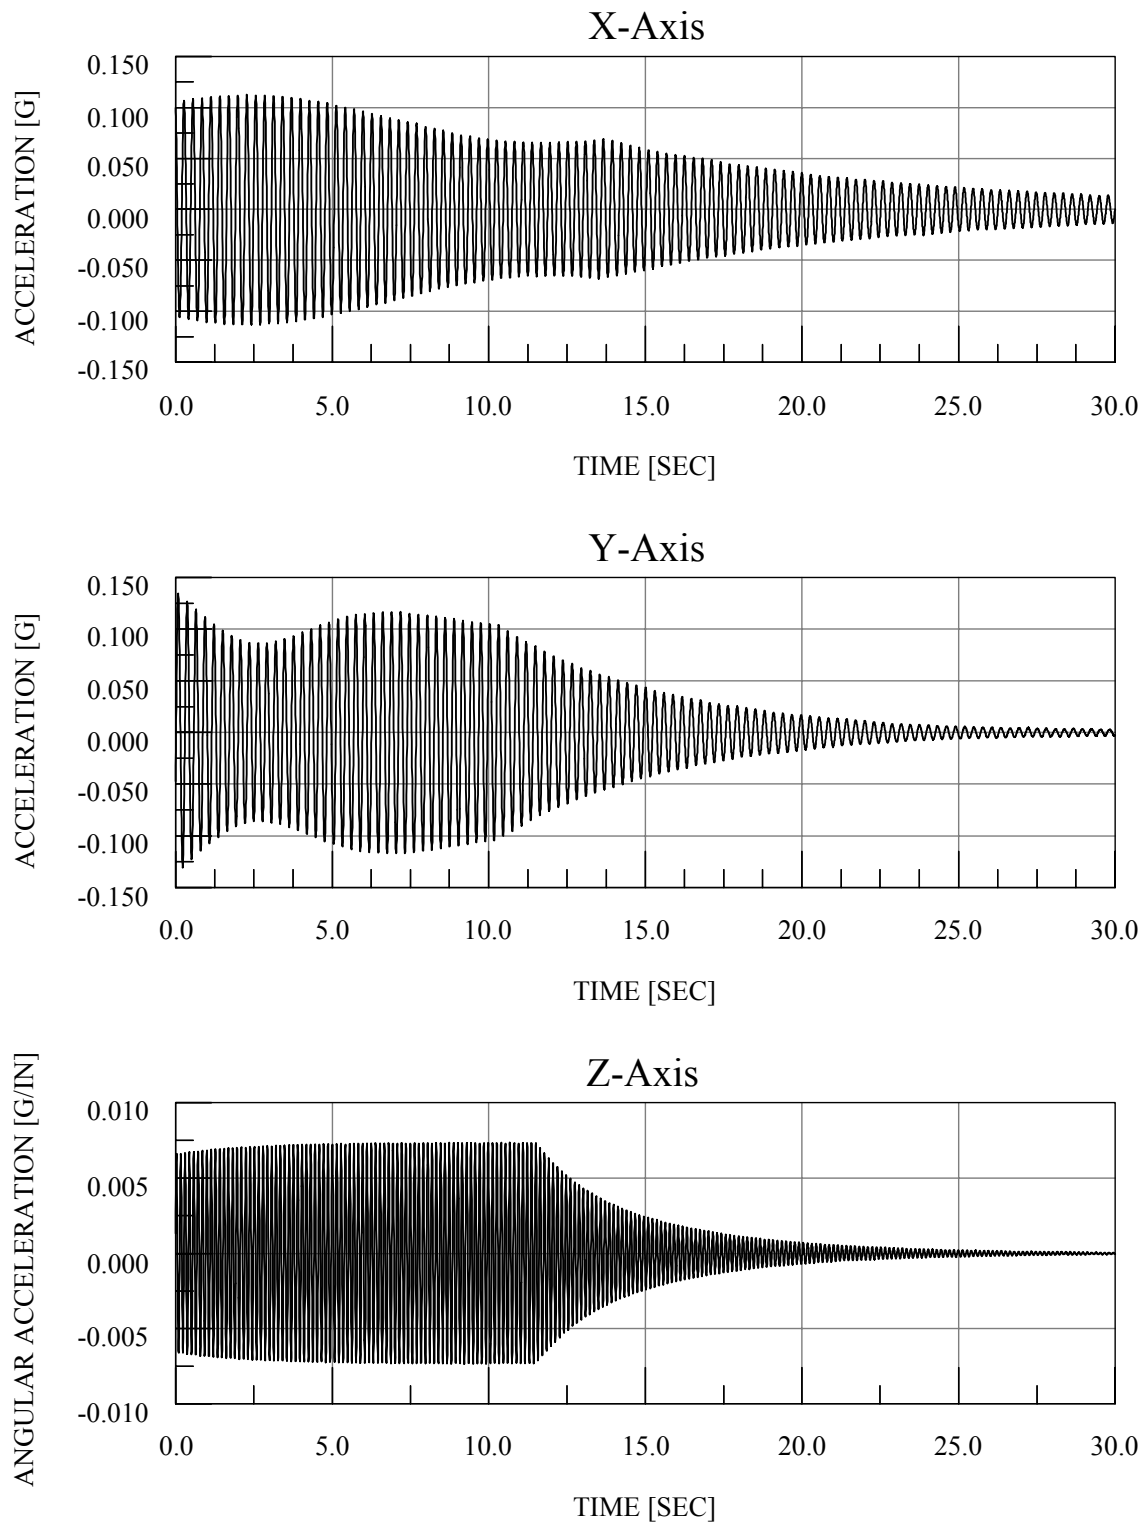 X-Axis
ACCELERATION [G]
0.150
0.100
0.050
0.000
-0.050
-0.100
-0.150
0.0 5.0 10.0 15.0 20.0 25.0 30.0
TIME [SEC]
Y-Axis
ACCELERATION [G]
0.150
0.100
0.050
0.000
-0.050
-0.100
-0.150
0.0 5.0 10.0 15.0 20.0 25.0 30.0
TIME [SEC]
Z-Axis
ANGULAR ACCELERATION [G/IN]
0.010
0.005
0.000
-0.005
-0.010
0.0 5.0 10.0 15.0 20.0 25.0 30.0
TIME [SEC]